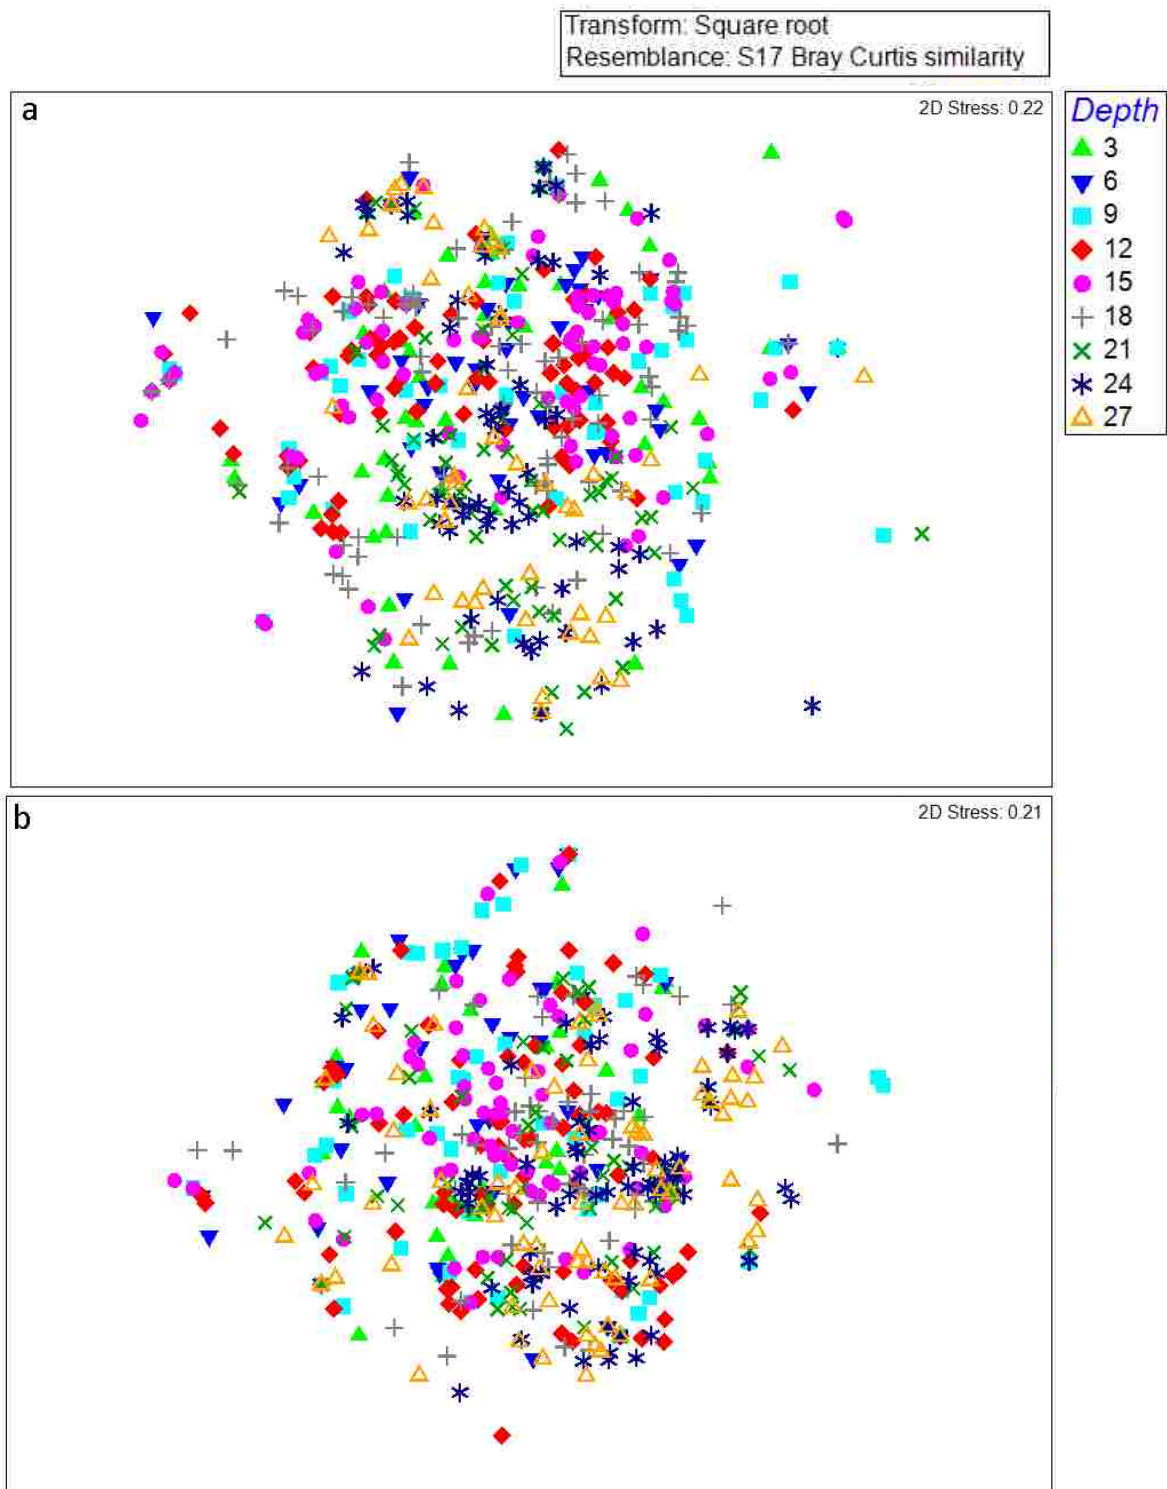 Transform: Square root
Resemblance: S17 Bray Curtis similarity
a
2D Stress: 0.22
Depth
3
6
9
12
15
18
21
24
27
b
2D Stress: 0.21